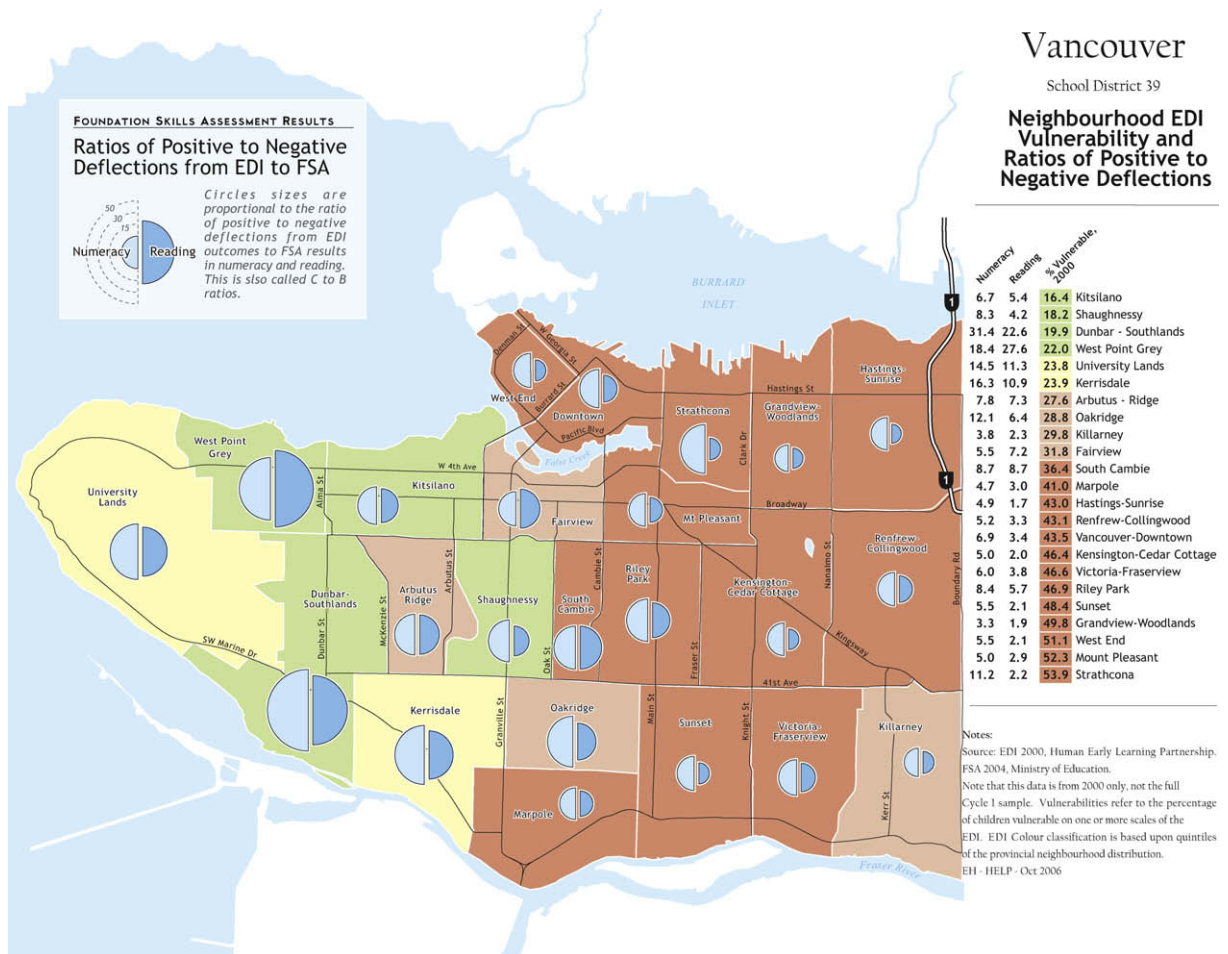 Vancouver
School District 39
Neighbourhood EDI
Vulnerability and
Ratios of Positive to
Negative Deflections
FOUNDATION SKILLS ASSESSMENT RESULTS
Ratios of Positive to Negative
Deflections from EDI to FSA
50
30
15
Numeracy
Reading
Circles sizes are
proportional to the ratio
of positive to negative
deflections from EDI
outcomes to FSA results
in numeracy and reading.
This is slso called C to B
ratios.
Numeracy Reading % Vulnerable, 2000
6.7 5.4 16.4 Kitsilano
8.3 4.2 18.2 Shaughnessy
31.4 22.6 19.9 Dunbar - Southlands
18.4 27.6 22.0 West Point Grey
14.5 11.3 23.8 University Lands
16.3 10.9 23.9 Kerrisdale
7.8 7.3 27.6 Arbutus - Ridge
12.1 6.4 28.8 Oakridge
3.8 2.3 29.8 Killarney
5.5 7.2 31.8 Fairview
8.7 8.7 36.4 South Cambie
4.7 3.0 41.0 Marpole
4.9 1.7 43.0 Hastings-Sunrise
5.2 3.3 43.1 Renfrew-Collingwood
6.9 3.4 43.5 Vancouver-Downtown
5.0 2.0 46.4 Kensington-Cedar Cottage
6.0 3.8 46.6 Victoria-Fraserview
8.4 5.7 46.9 Riley Park
5.5 2.1 48.4 Sunset
3.3 1.9 49.8 Grandview-Woodlands
5.5 2.1 51.1 West End
5.0 2.9 52.3 Mount Pleasant
11.2 2.2 53.9 Strathcona
BURRARD
INLET
1
1
Denman St
W Georgia St
West End
Burrard St
Downtown
Pacific Blvd
False Creek
Hastings St
Hastings-
Sunrise
Strathcona
Grandview-
Woodlands
Clark Dr
West Point
Grey
W 4th Ave
Kitsilano
Alma St
University
Lands
Fairview
Broadway
Mt Pleasant
Renfrew-
Collingwood
Nanaimo St
Boundary Rd
Dunbar-
Southlands
Dunbar St
McKenzie St
Arbutus
Ridge
Arbutus St
Shaughnessy
Oak St
South
Cambie
Cambie St
Riley
Park
Fraser St
Kensington-
Cedar Cottage
Kingsway
SW Marine Dr
41st Ave
Kerrisdale
Granville St
Oakridge
Main St
Sunset
Knight St
Victoria-
Fraserview
Killarney
Kerr St
Marpole
Fraser River
Notes:
Source: EDI 2000, Human Early Learning Partnership.
FSA 2004, Ministry of Education.
Note that this data is from 2000 only, not the full
Cycle 1 sample. Vulnerabilities refer to the percentage
of children vulnerable on one or more scales of the
EDI. EDI Colour classification is based upon quintiles
of the provincial neighbourhood distribution.
EH - HELP - Oct 2006